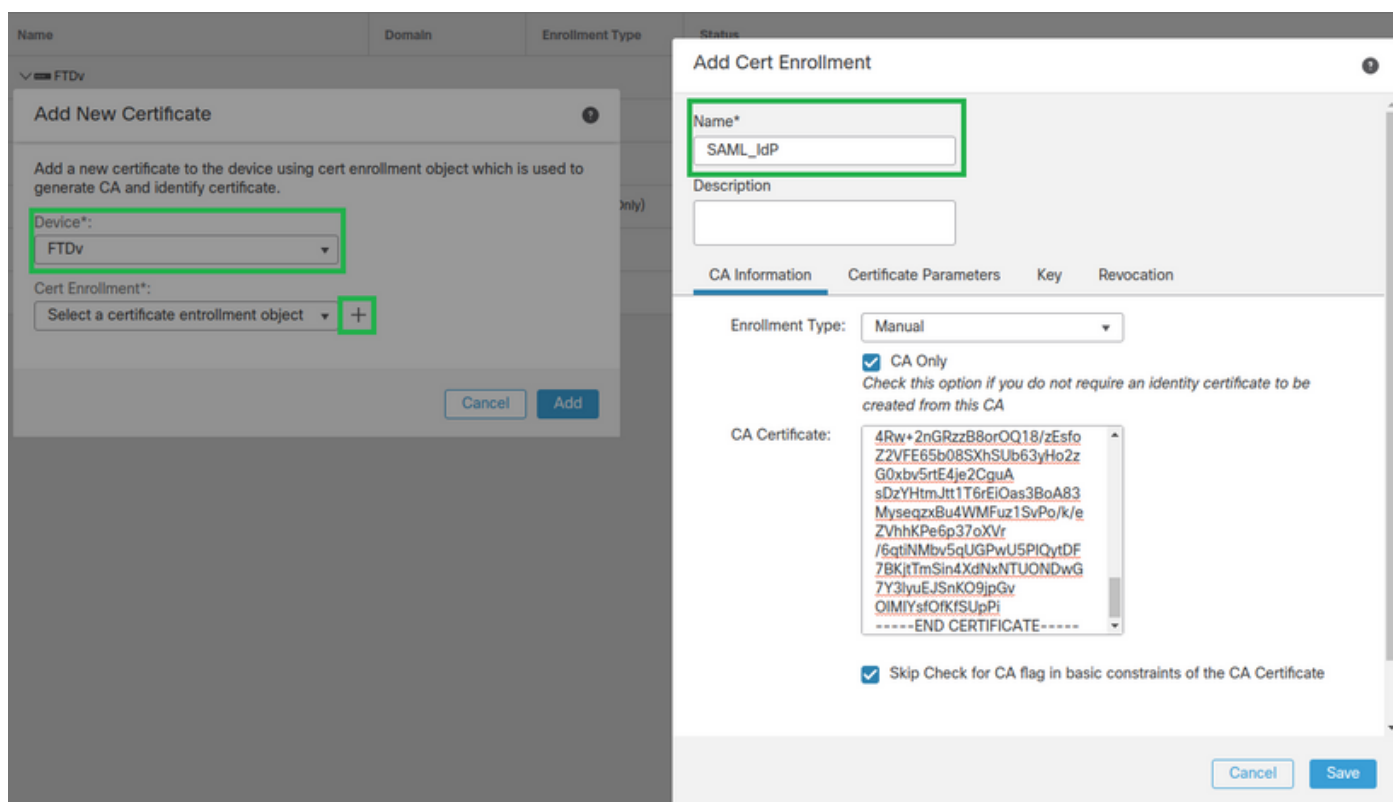 Name Domain Enrollment Type Status
FTDv
Add New Certificate
Add a new certificate to the device using cert enrollment object which is used to
generate CA and identify certificate.
Device*:
FTDv
Cert Enrollment*:
Select a certificate entrollment object
Cancel Add
Only)
Add Cert Enrollment
Name*
SAML_IdP
Description
CA Information Certificate Parameters Key Revocation
Enrollment Type: Manual
CA Only
Check this option if you do not require an identity certificate to be
created from this CA
CA Certificate:
4Rw+2nGRzzB8orOQ18/zEsfo
Z2VFE65b08SXhSUb63yHo2z
G0xbv5rtE4je2CguA
sDzYHtmJtt1T6rEiOas3BoA83
MyseqzxBu4WMFuz1SvPo/k/e
ZVhhKPe6p37oXVr
/6qtiNMbv5qUGPwU5PIQytDF
7BKjtTmSin4XdNxNTUONDwG
7Y3lyuEJSnKO9jpGv
OlMIYsfOfKfSUpPi
-----END CERTIFICATE-----
Skip Check for CA flag in basic constraints of the CA Certificate
Cancel Save